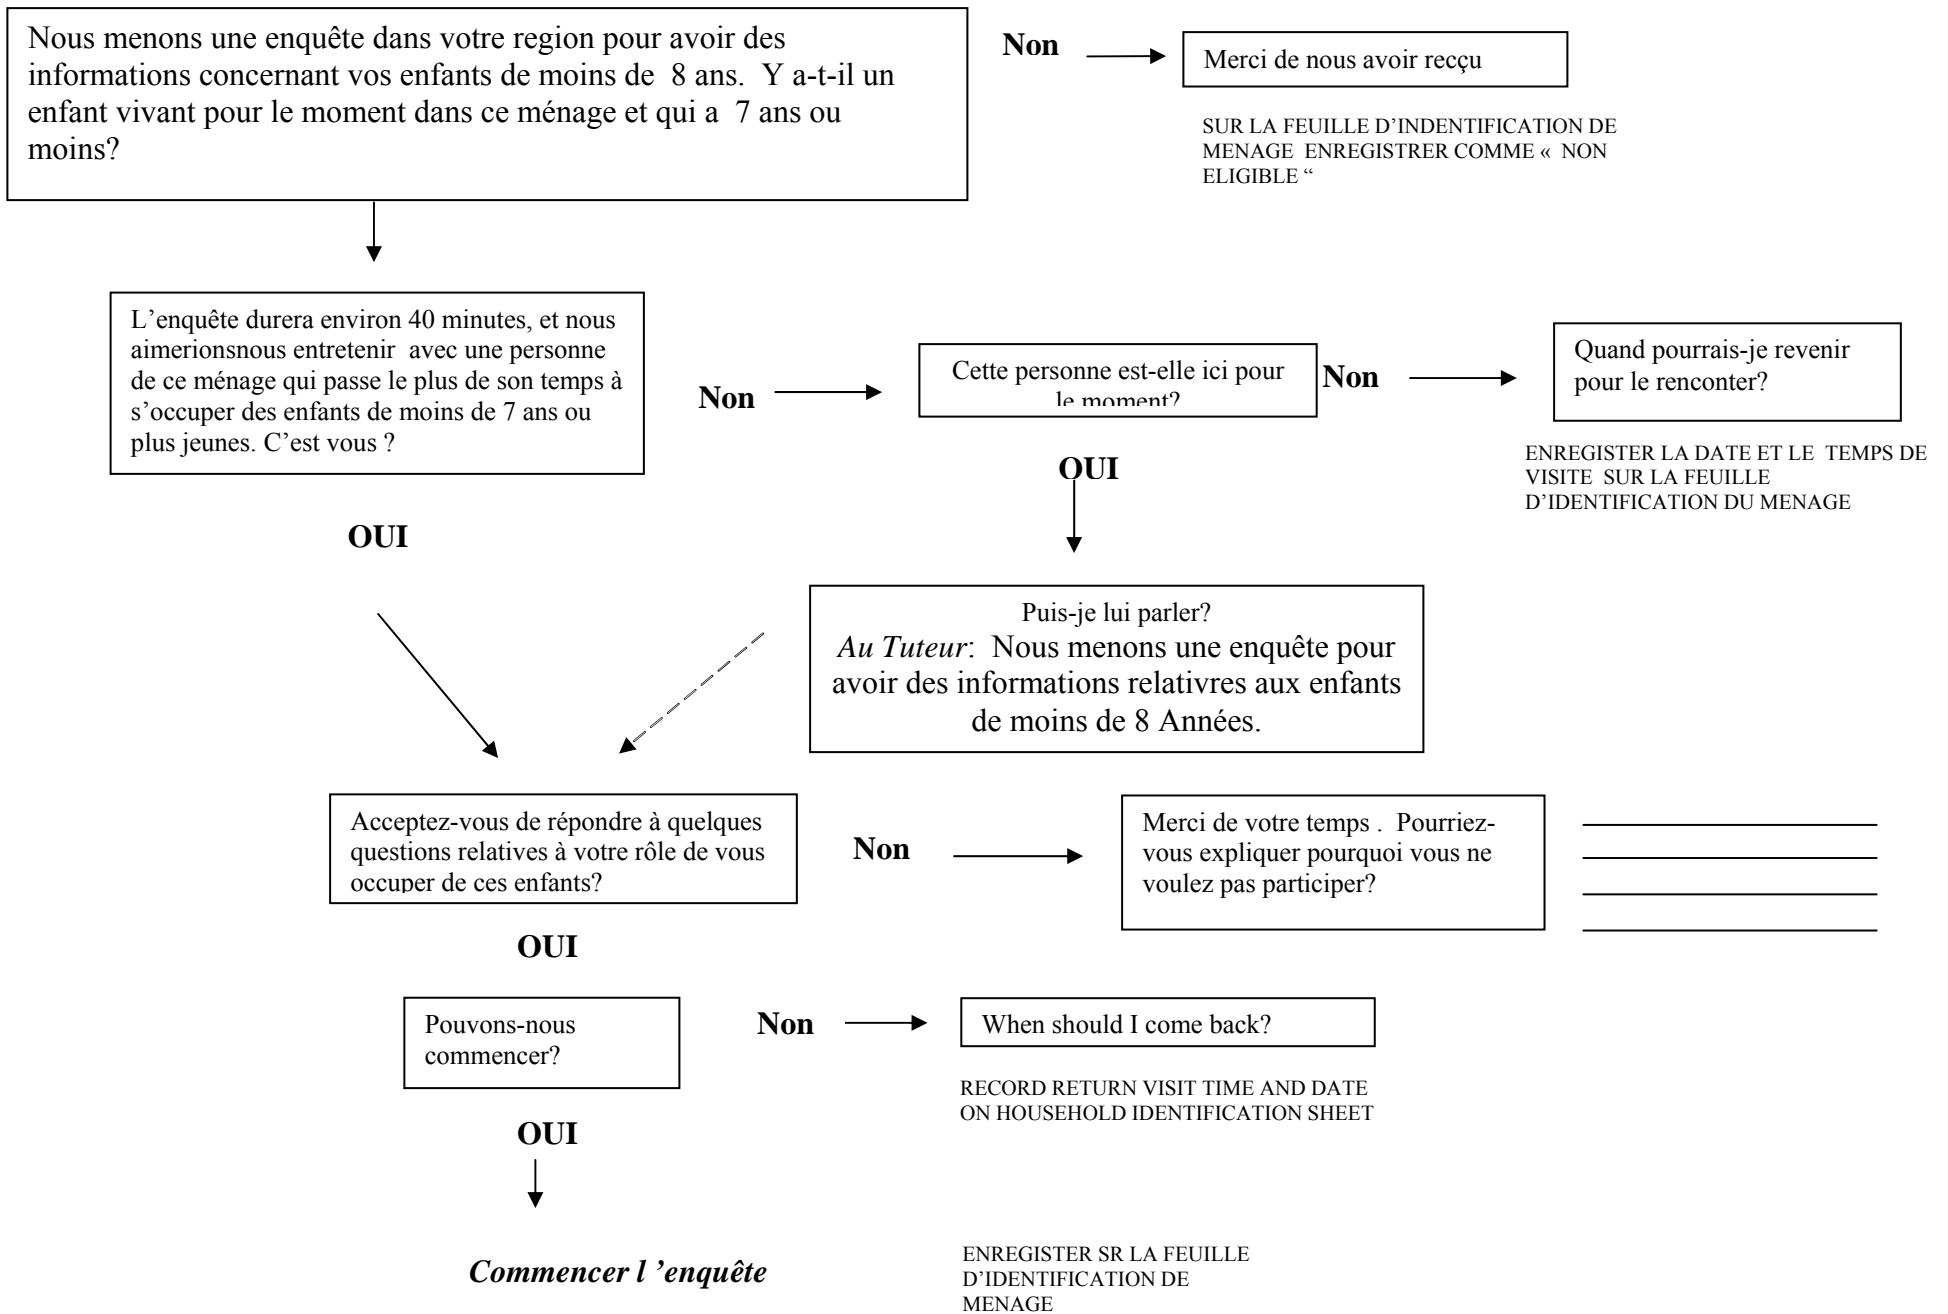 Nous menons une enquête dans votre region pour avoir des
informations concernant vos enfants de moins de 8 ans. Y a-t-il un
enfant vivant pour le moment dans ce ménage et qui a 7 ans ou
moins?
Non
Merci de nous avoir recçu
SUR LA FEUILLE D’INDENTIFICATION DE
MENAGE ENREGISTRER COMME « NON
ELIGIBLE “
L’enquête durera environ 40 minutes, et nous
aimerionsnous entretenir avec une personne
de ce ménage qui passe le plus de son temps à
s’occuper des enfants de moins de 7 ans ou
plus jeunes. C’est vous ?
Non
Cette personne est-elle ici pour
le moment?
Non
Quand pourrais-je revenir
pour le renconter?
ENREGISTER LA DATE ET LE TEMPS DE
VISITE SUR LA FEUILLE
D’IDENTIFICATION DU MENAGE
OUI
OUI
Puis-je lui parler?
Au Tuteur: Nous menons une enquête pour
avoir des informations relativres aux enfants
de moins de 8 Années.
Acceptez-vous de répondre à quelques
questions relatives à votre rôle de vous
occuper de ces enfants?
Non
Merci de votre temps . Pourriez-
vous expliquer pourquoi vous ne
voulez pas participer?
OUI
Pouvons-nous
commencer?
Non
When should I come back?
RECORD RETURN VISIT TIME AND DATE
ON HOUSEHOLD IDENTIFICATION SHEET
OUI
Commencer l ’enquête
ENREGISTER SR LA FEUILLE
D’IDENTIFICATION DE
MENAGE